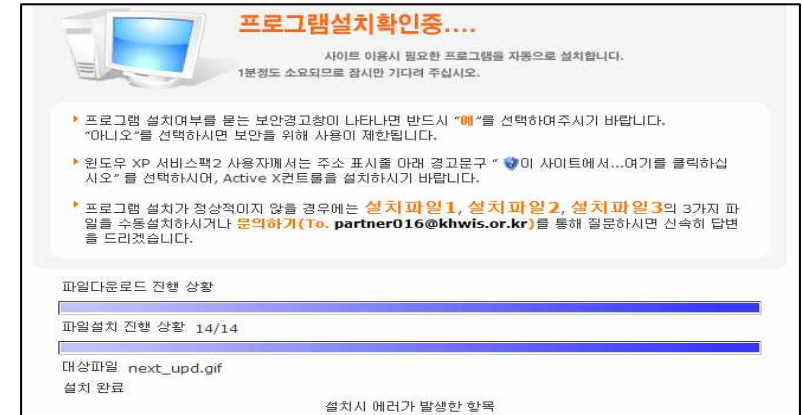 프로그램설치확인중....
사이트 이용시 필요한 프로그램을 자동으로 설치합니다.
1분정도 소요되므로 잠시만 기다려 주십시오.
프로그램 설치여부를 묻는 보안경고창이 나타나면 반드시 "예"를 선택하여주시기 바랍니다.
"아니오"를 선택하시면 보안을 위해 사용이 제한됩니다.
윈도우 XP 서비스팩2 사용자께서는 주소 표시줄 아래 경고문구 " 이 사이트에서...여기를 클릭하십
시오" 를 선택하시어, Active X컨트롤을 설치하시기 바랍니다.
프로그램 설치가 정상적이지 않을 경우에는 설치파일1, 설치파일2, 설치파일3의 3가지 파
일을 수동설치하시거나 문의하기(To. partner016@khwis.or.kr)를 통해 질문하시면 신속히 답변
을 드리겠습니다.
파일다운로드 진행 상황
파일설치 진행 상황 14/14
대상파일 next_upd.gif
설치 완료
설치시 에러가 발생한 항목